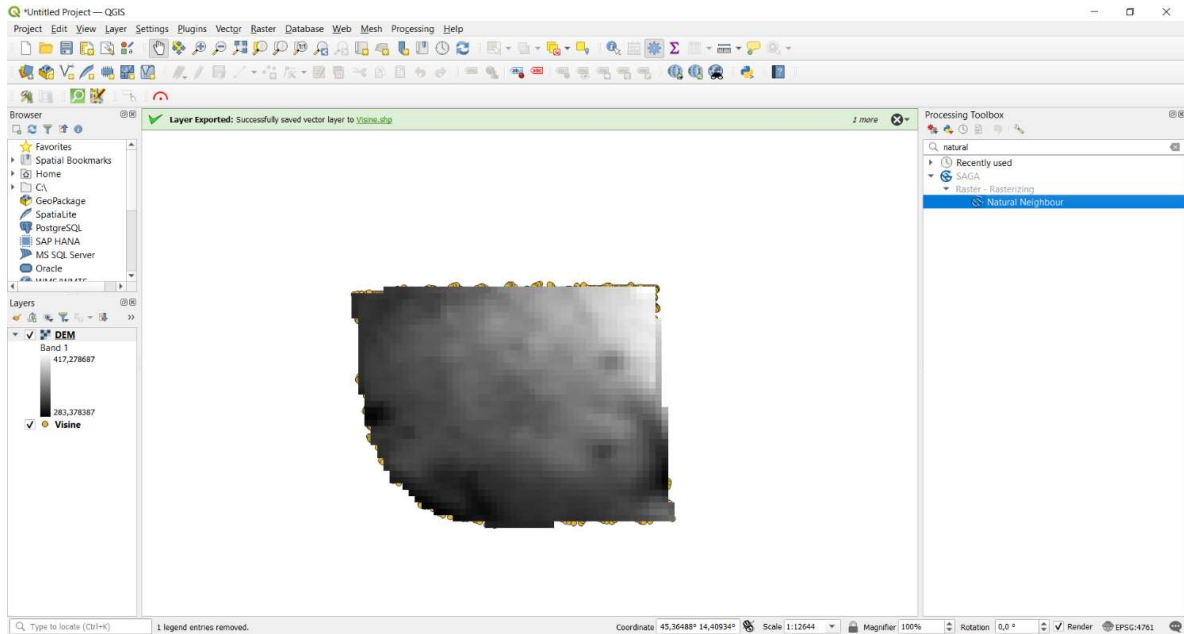 *Untitled Project — QGIS
Project Edit View Layer Settings Plugins Vector Raster Database Web Mesh Processing Help
Browser
Favorites
Spatial Bookmarks
Home
C:\
GeoPackage
SpatiaLite
PostgreSQL
SAP HANA
MS SQL Server
Oracle
WMS/WMTS
Layers
DEM
Band 1
417,278687
283,378387
Visine
Layer Exported: Successfully saved vector layer to Visine.shp
1 more
Processing Toolbox
natural
Recently used
SAGA
Raster - Rasterizing
Natural Neighbour
Type to locate (Ctrl+K)
1 legend entries removed.
Coordinate 45,36488° 14,40934° Scale 1:12644 Magnifier 100% Rotation 0,0 ° Render EPSG:4761